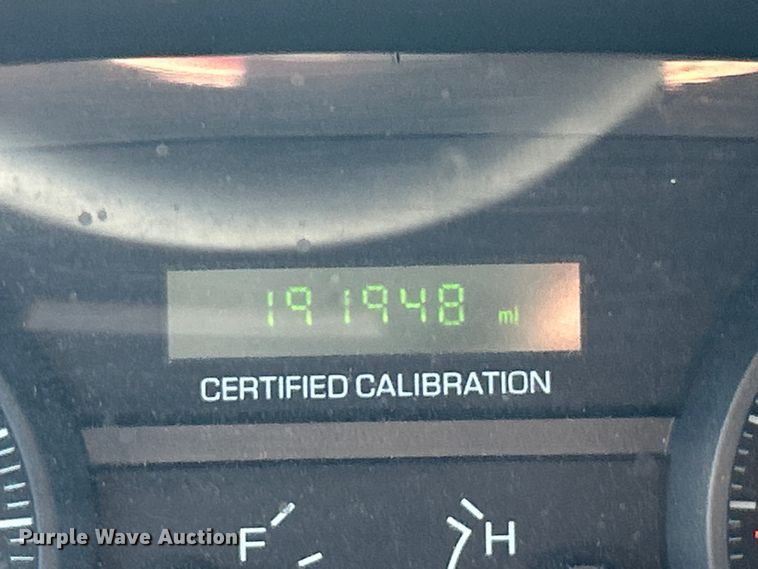 191948 mi
CERTIFIED CALIBRATION
F H
Purple Wave Auction